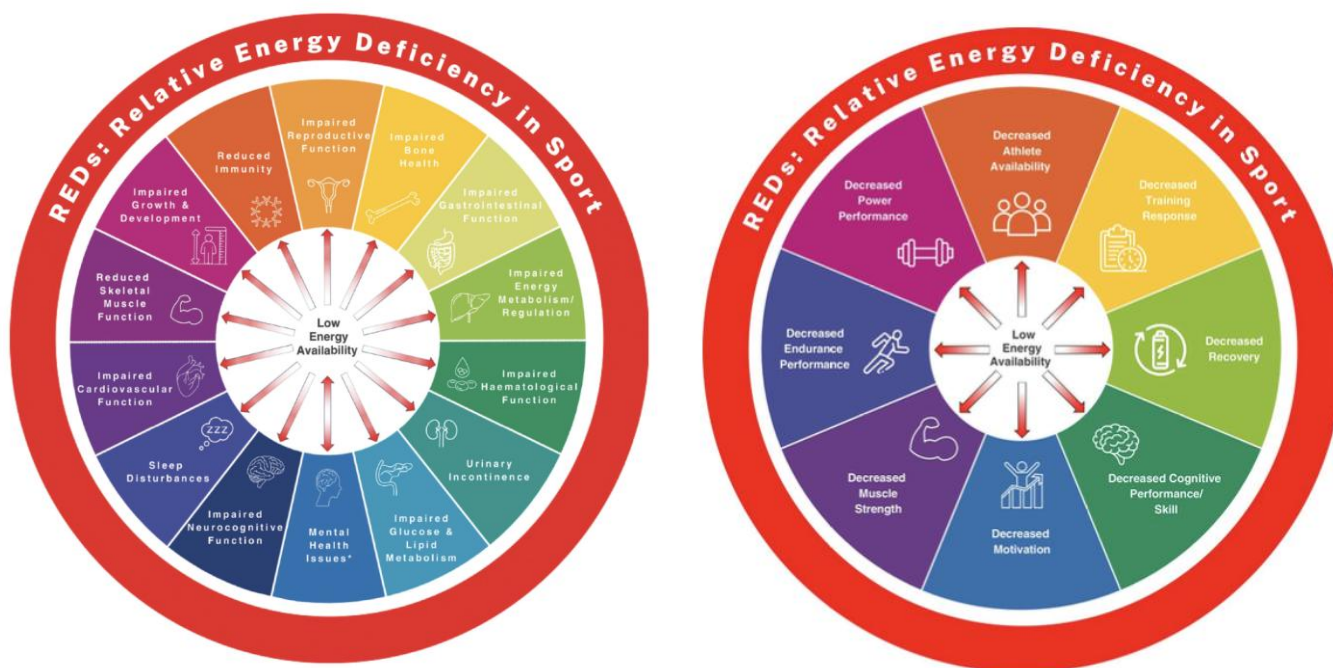 REDs: Relative Energy Deficiency in Sport
Impaired
Reproductive
Function
Impaired
Bone
Health
Impaired
Gastrointestinal
Function
Impaired
Energy
Metabolism/
Regulation
Impaired
Haematological
Function
Urinary
Incontinence
Impaired
Glucose &
Lipid
Metabolism
Mental
Health
Issues*
Impaired
Neurocognitive
Function
Sleep
Disturbances
ZZZ
Impaired
Cardiovascular
Function
Reduced
Skeletal
Muscle
Function
Impaired
Growth &
Development
Reduced
Immunity
Low
Energy
Availability
REDs: Relative Energy Deficiency in Sport
Decreased
Athlete
Availability
Decreased
Training
Response
Decreased
Recovery
Decreased Cognitive
Performance/
Skill
Decreased
Motivation
Decreased
Muscle
Strength
Decreased
Endurance
Performance
Decreased
Power
Performance
Low
Energy
Availability